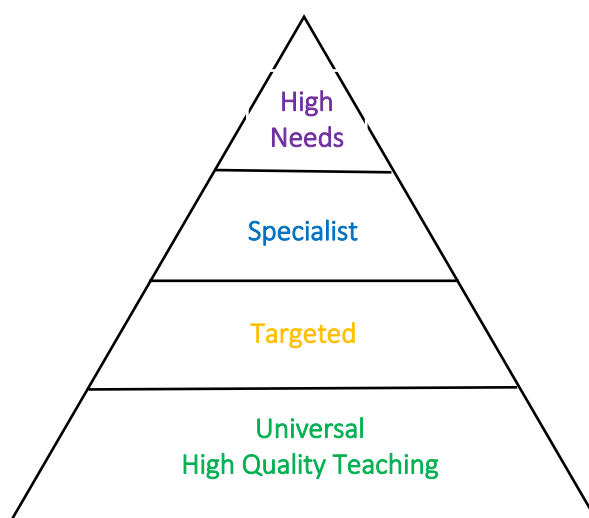 High
Needs
Specialist
Targeted
Universal
High Quality Teaching